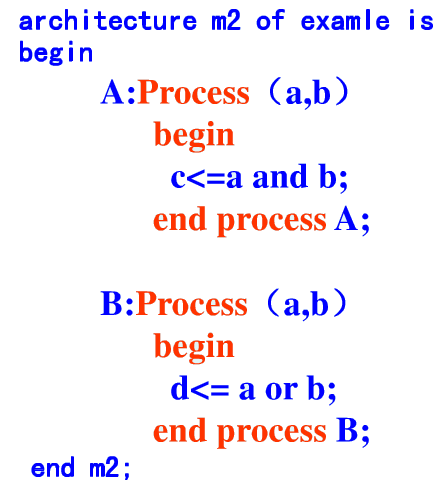 architecture m2 of examle is
begin
A:Process（a,b）
begin
c<=a and b;
end process A;
B:Process（a,b）
begin
d<= a or b;
end process B;
end m2;